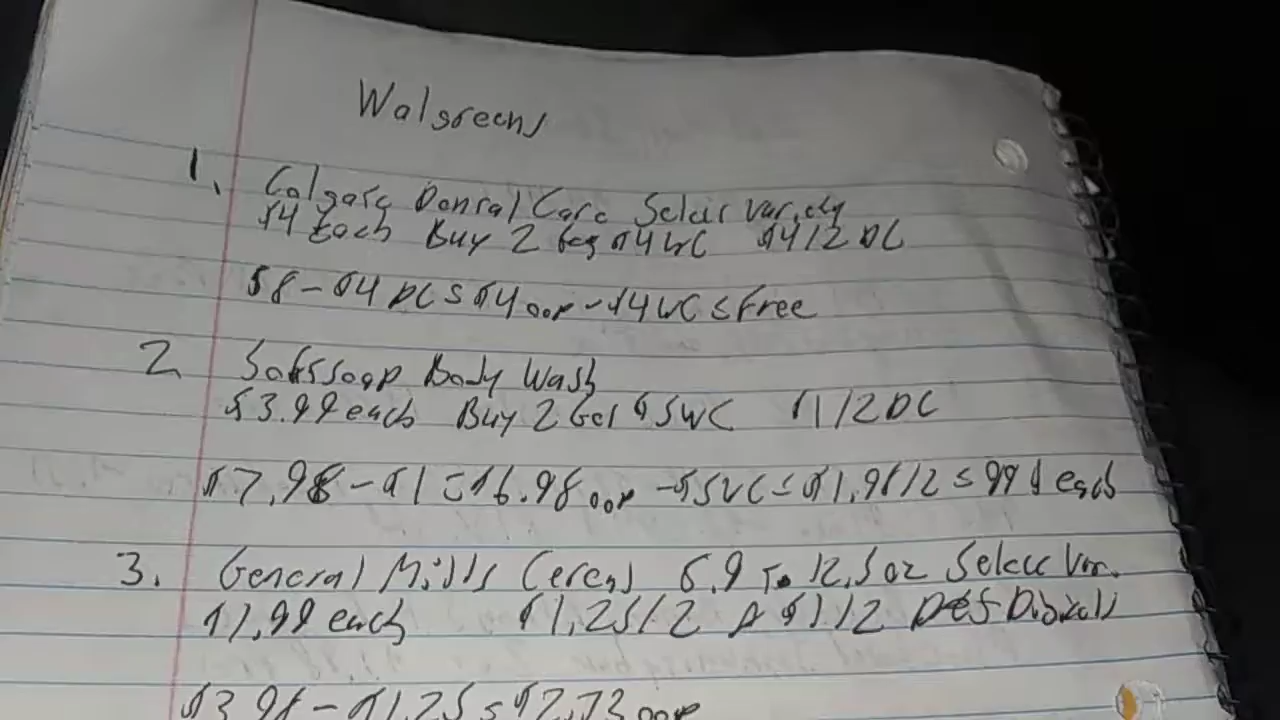 Walgreens
1. Colgate Dental Care Select Variety
$4 Each Buy 2 Get $4 WC $4/2 DC
$8 - $4 DC = $4 oop - $4 WC = Free
2. Softsoap Body Wash
$3.99 each Buy 2 Get $5 WC $1/2 DC
$7.98 - $1 = $6.98 oop - $5 WC = $1.98/2 = 99¢ each
3. General Mills Cereal 6.9 To 12.5 oz Select Var.
$1.99 each $1.25/2 $1/2 Digitall
$3.98 - $1.25 = $2.73 oop